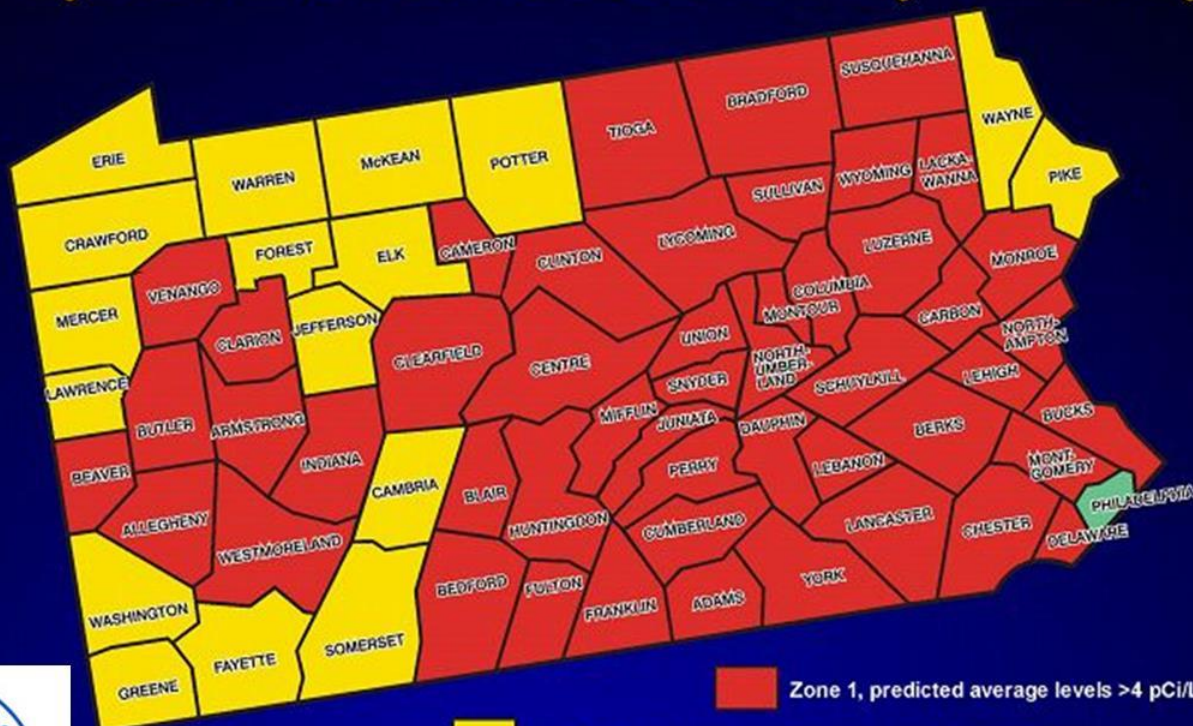 SUSQUEHANNA
BRADFORD
WAYNE
TIOGA
ERIE
McKEAN
POTTER
WARREN
WYOMING
LACKA-
WANNA
PIKE
SULLIVAN
CRAWFORD
FOREST
ELK
CAMERON
CLINTON
LYCOMING
LUZERNE
MONROE
VENANGO
COLUMBIA
MONTOUR
MERCER
JEFFERSON
CARBON
CLARION
CLEARFIELD
CENTRE
UNION
NORTH-
AMPTON
NORTH-
UMBER-
LAND
SNYDER
SCHUYLKILL
LEHIGH
LAWRENCE
BUTLER
ARMSTRONG
MIFFLIN
JUNIATA
DAUPHIN
BERKS
BUCKS
BEAVER
INDIANA
CAMBRIA
BLAIR
PERRY
LEBANON
MONT-
GOMERY
ALLEGHENY
WESTMORELAND
HUNTINGDON
CUMBERLAND
LANCASTER
CHESTER
PHILADELPHIA
DELAWARE
WASHINGTON
BEDFORD
FULTON
FRANKLIN
ADAMS
YORK
GREENE
FAYETTE
SOMERSET
Zone 1, predicted average levels >4 pCi/L